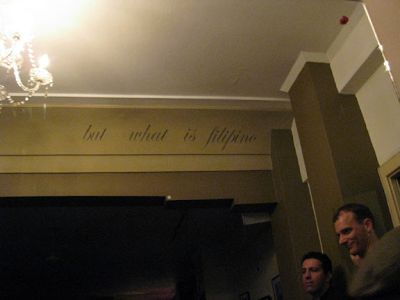 but what is filipino